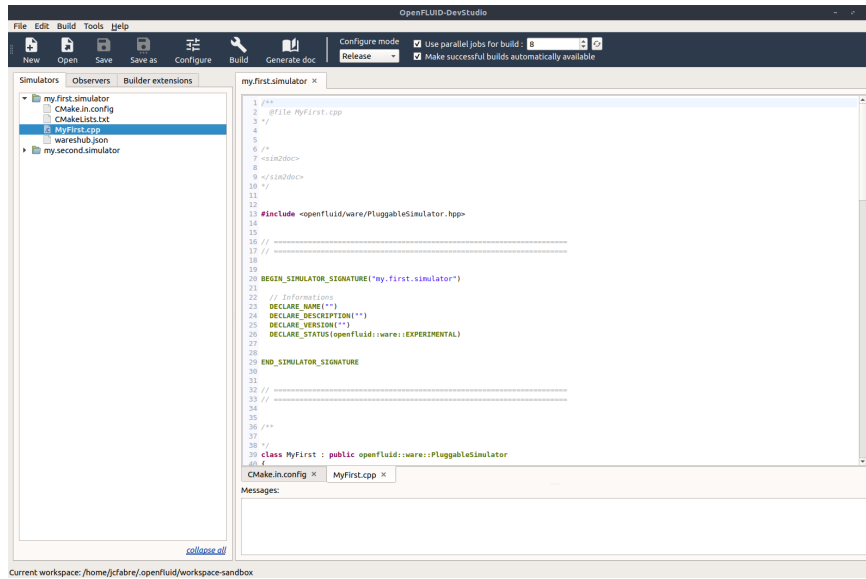 OpenFLUID-DevStudio
File Edit Build Tools Help
New Open Save Save as Configure Build Generate doc
Configure mode
Release
Use parallel jobs for build : 8
Make successful builds automatically available
Simulators Observers Builder extensions
my.first.simulator
CMake.in.config
CMakeLists.txt
MyFirst.cpp
wareshub.json
my.second.simulator
collapse all
my.first.simulator ×
1 /**
2 @file MyFirst.cpp
3 */
4
5
6 /*
7 <sim2doc>
8
9 </sim2doc>
10 */
11
12
13 #include <openfluid/ware/PluggableSimulator.hpp>
14
15
16 // =====================================================================
17 // =====================================================================
18
19
20 BEGIN_SIMULATOR_SIGNATURE("my.first.simulator")
21
22 // Informations
23 DECLARE_NAME("")
24 DECLARE_DESCRIPTION("")
25 DECLARE_VERSION("")
26 DECLARE_STATUS(openfluid::ware::EXPERIMENTAL)
27
28
29 END_SIMULATOR_SIGNATURE
30
31
32 // =====================================================================
33 // =====================================================================
34
35
36 /**
37
38 */
39 class MyFirst : public openfluid::ware::PluggableSimulator
40 {
CMake.in.config × MyFirst.cpp ×
Messages:
Current workspace: /home/jcfabre/.openfluid/workspace-sandbox